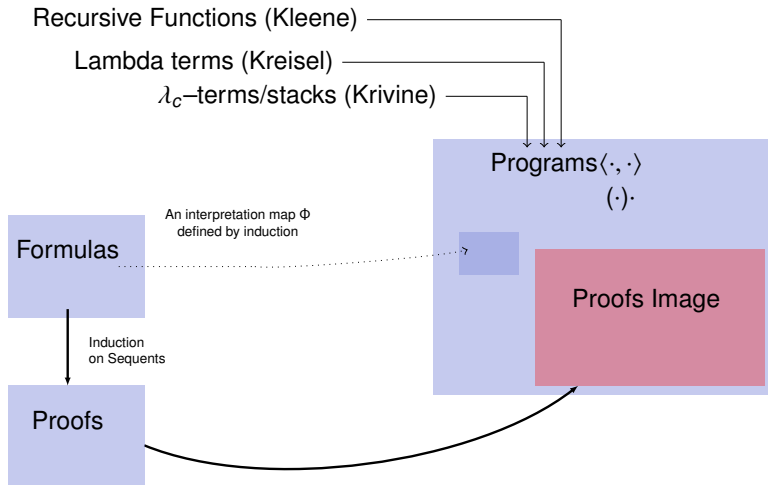 Recursive Functions (Kleene)
Lambda terms (Kreisel)
λc–terms/stacks (Krivine)
Programs⟨·, ·⟩
(·)·
An interpretation map Φ
defined by induction
Formulas
Proofs Image
Induction
on Sequents
Proofs